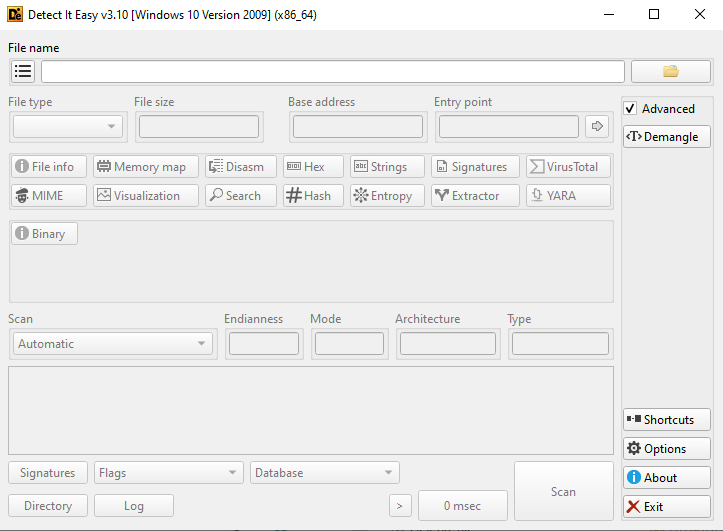 Detect It Easy v3.10 [Windows 10 Version 2009] (x86_64)
File name
File type File size Base address Entry point
Advanced
Demangle
File info Memory map Disasm Hex Strings Signatures VirusTotal
MIME Visualization Search Hash Entropy Extractor YARA
Binary
Scan Endianness Mode Architecture Type
Automatic
Shortcuts
Options
About
Exit
Signatures Flags Database Scan
Directory Log > 0 msec